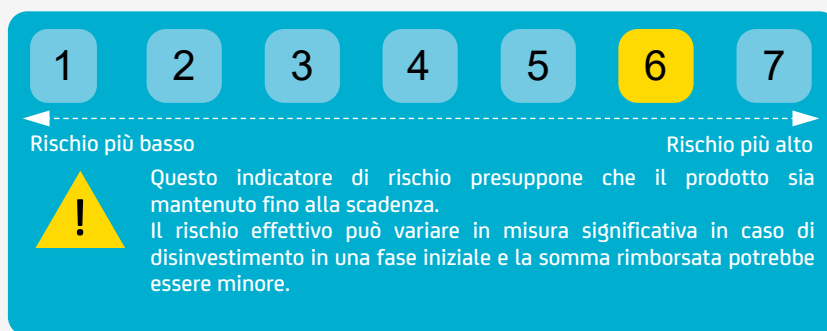 1 2 3 4 5 6 7
Rischio più basso Rischio più alto
!
Questo indicatore di rischio presuppone che il prodotto sia
mantenuto fino alla scadenza.
Il rischio effettivo può variare in misura significativa in caso di
disinvestimento in una fase iniziale e la somma rimborsata potrebbe
essere minore.